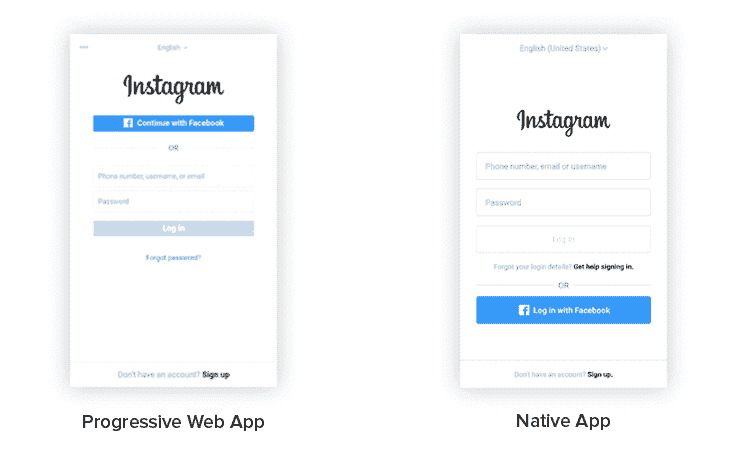 English
Instagram
Continue with Facebook
OR
Phone number, username, or email
Password
Log in
Forgot password?
Don't have an account? Sign up
Progressive Web App
English (United States)
Instagram
Phone number, email or username
Password
Log in
Forgot your login details? Get help signing in.
OR
Log in with Facebook
Don't have an account? Sign up.
Native App